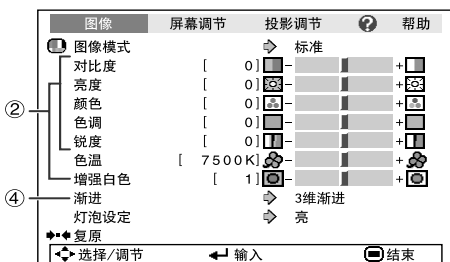 图像 屏幕调节 投影调节 ? 帮助
图像模式 标准
对比度 [ 0] - +
亮度 [ 0] - +
② 颜色 [ 0] - +
色调 [ 0] - +
锐度 [ 0] - +
色温 [ 7500K] - +
增强白色 [ 1] - +
④ 渐进 3维渐进
灯泡设定 亮
复原
选择/调节 输入 结束